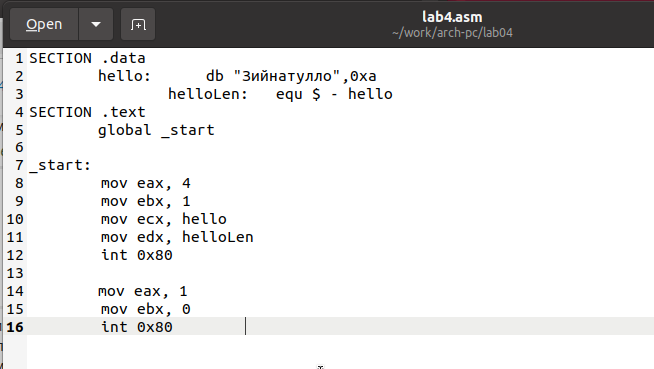 Open
lab4.asm
~/work/arch-pc/lab04
1 SECTION .data
2 hello: db "Зийнатулло",0xa
3 helloLen: equ $ - hello
4 SECTION .text
5 global _start
6
7 _start:
8 mov eax, 4
9 mov ebx, 1
10 mov ecx, hello
11 mov edx, helloLen
12 int 0x80
13
14 mov eax, 1
15 mov ebx, 0
16 int 0x80